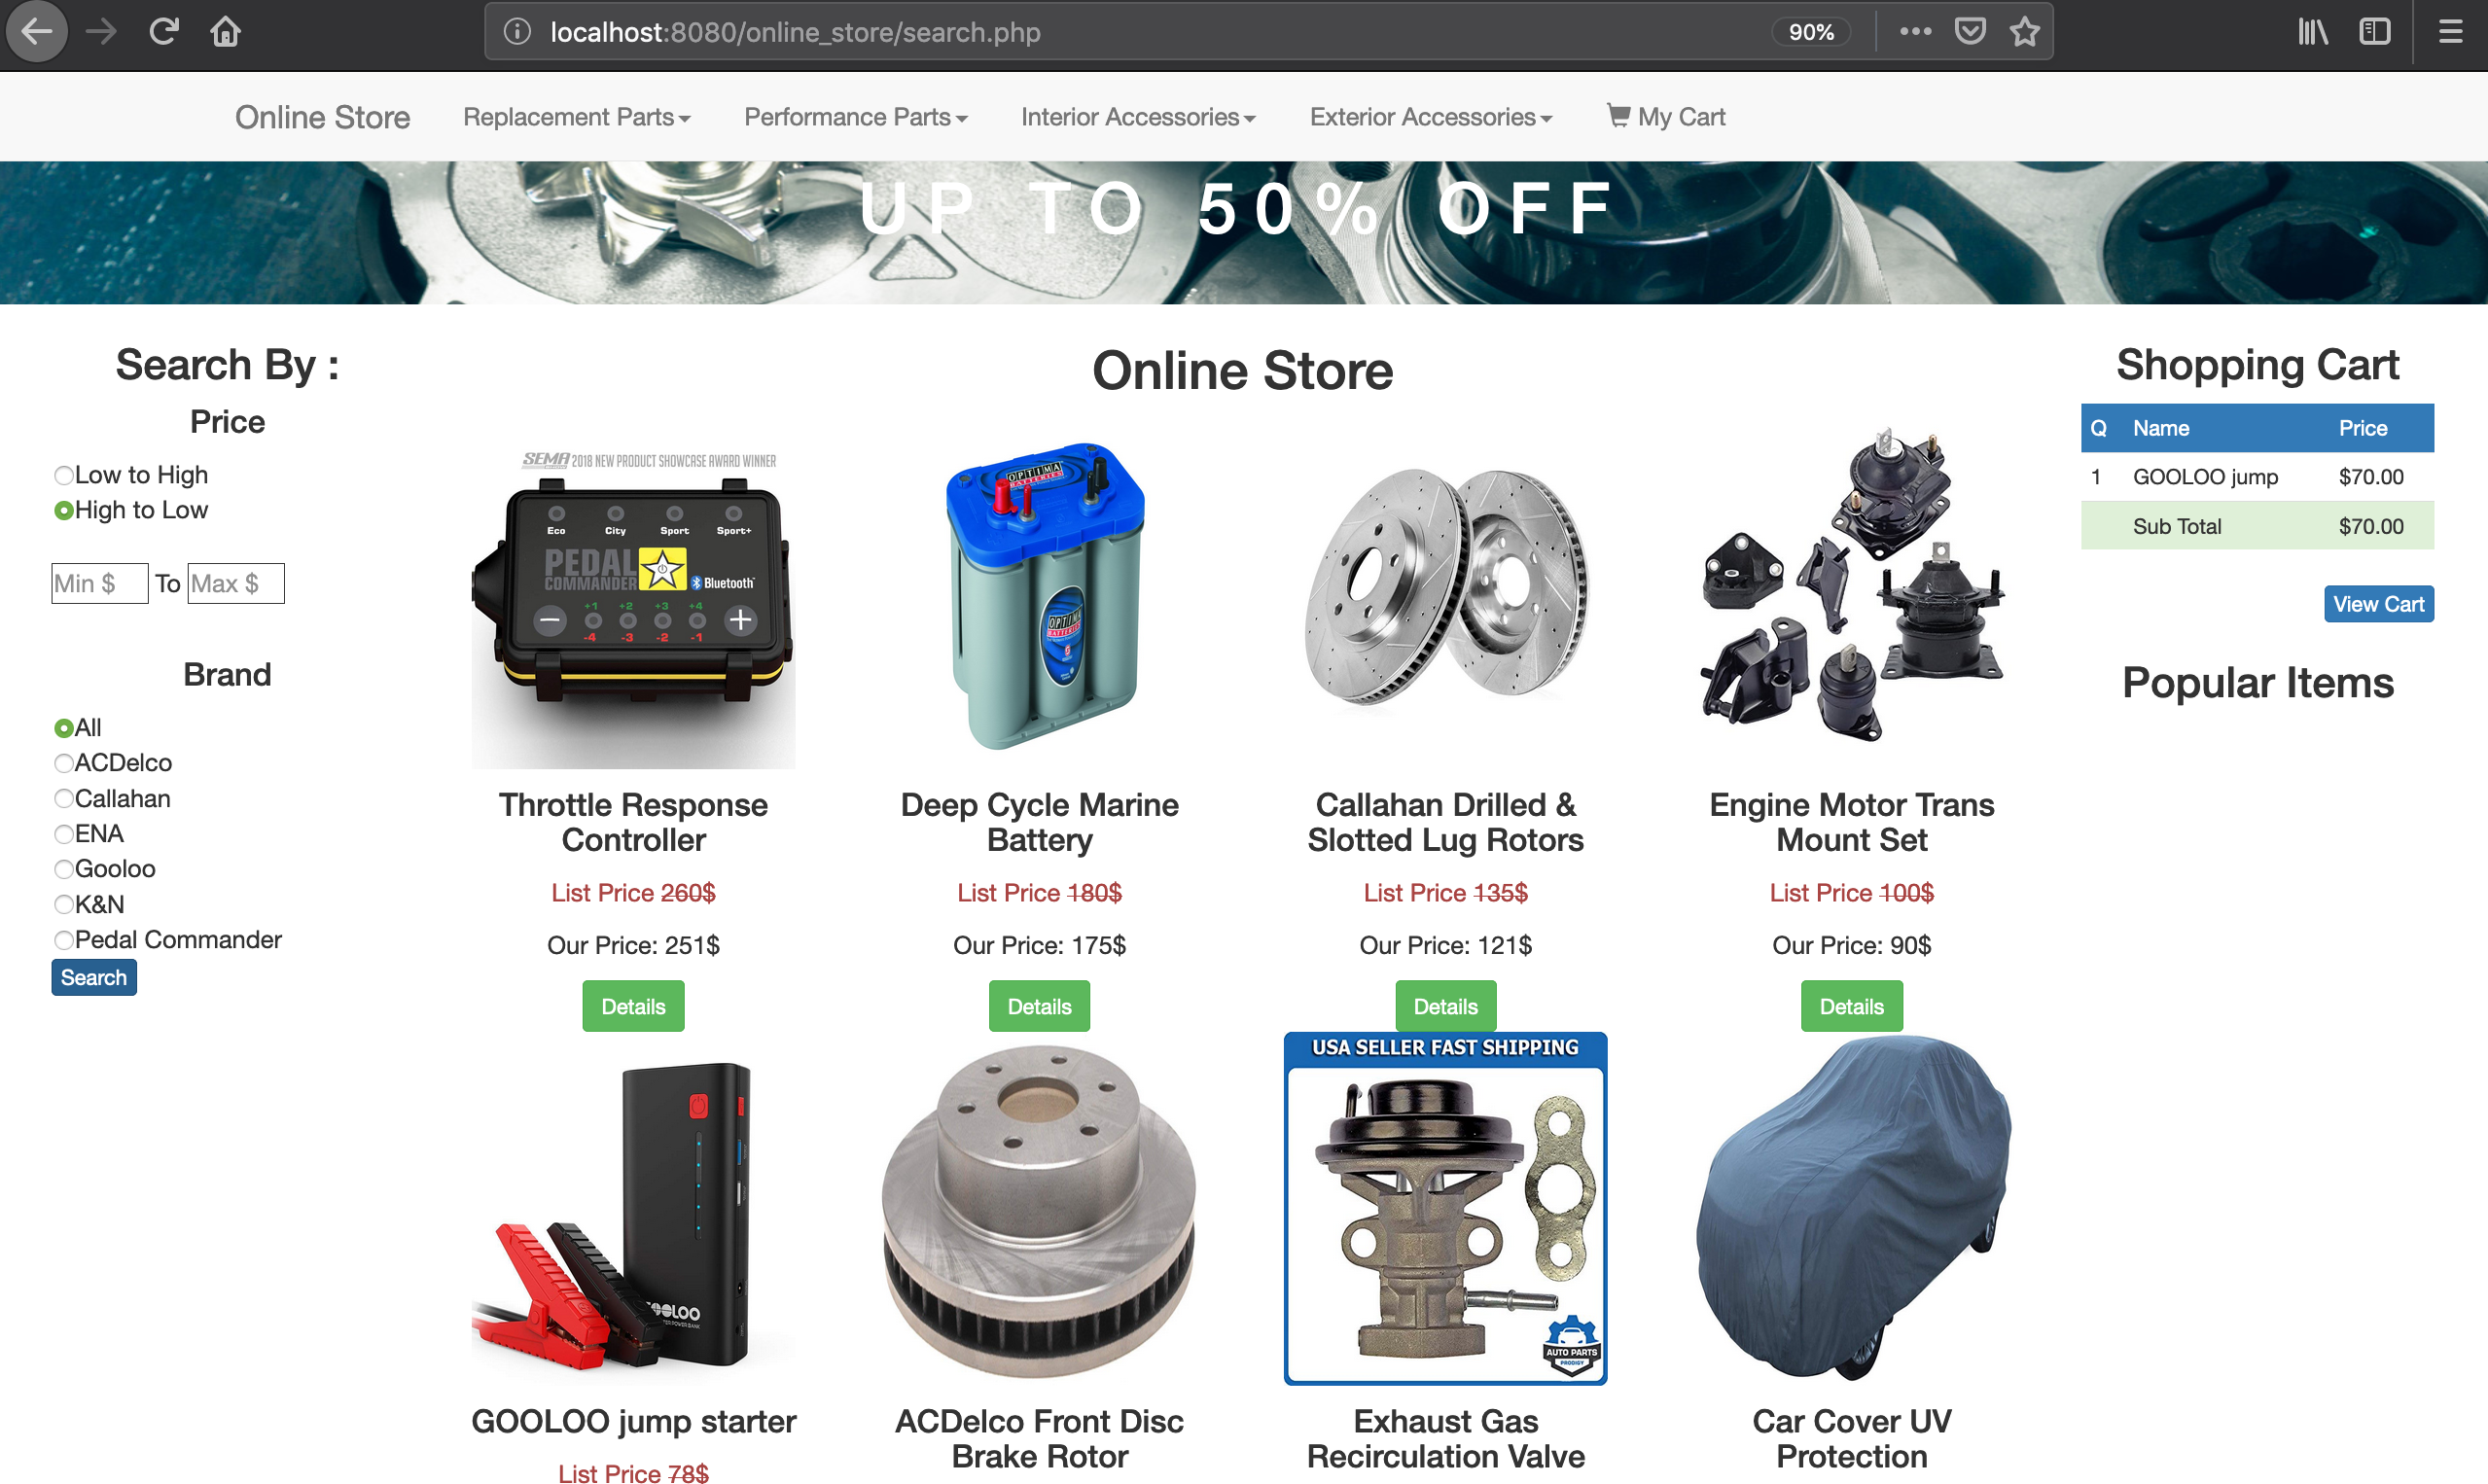 localhost:8080/online_store/search.php
90%
Online Store
Replacement Parts
Performance Parts
Interior Accessories
Exterior Accessories
My Cart
UP TO 50% OFF
Search By :
Price
Low to High
High to Low
Min $ To Max $
Brand
All
ACDelco
Callahan
ENA
Gooloo
K&N
Pedal Commander
Search
Online Store
SEMA 2018 NEW PRODUCT SHOWCASE AWARD WINNER
Eco City Sport Sport+
PEDAL
COMMANDER
Bluetooth
+1 +2 +3 +4
-4 -3 -2 -1
OPTIMA
BATTERIES
OPTIMA
BATTERIES
Throttle Response
Controller
List Price 260$
Our Price: 251$
Details
Deep Cycle Marine
Battery
List Price 180$
Our Price: 175$
Details
Callahan Drilled &
Slotted Lug Rotors
List Price 135$
Our Price: 121$
Details
Engine Motor Trans
Mount Set
List Price 100$
Our Price: 90$
Details
GOOLOO jump starter
List Price 78$
ACDelco Front Disc
Brake Rotor
USA SELLER FAST SHIPPING
AUTO PARTS
PRODIGY
Exhaust Gas
Recirculation Valve
Car Cover UV
Protection
Shopping Cart
Q Name Price
1 GOOLOO jump $70.00
Sub Total $70.00
View Cart
Popular Items